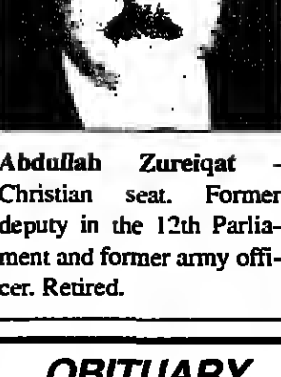 Abdullah Zureiqat -
Christian seat. Former
deputy in the 12th Parlia-
ment and former army offi-
cer. Retired.
OBITUARY